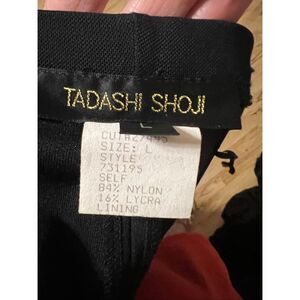 TADASHI SHOJI
L
SIZE: L
STYLE
731195
SELF
84% NYLON
16% LYCRA
LINING